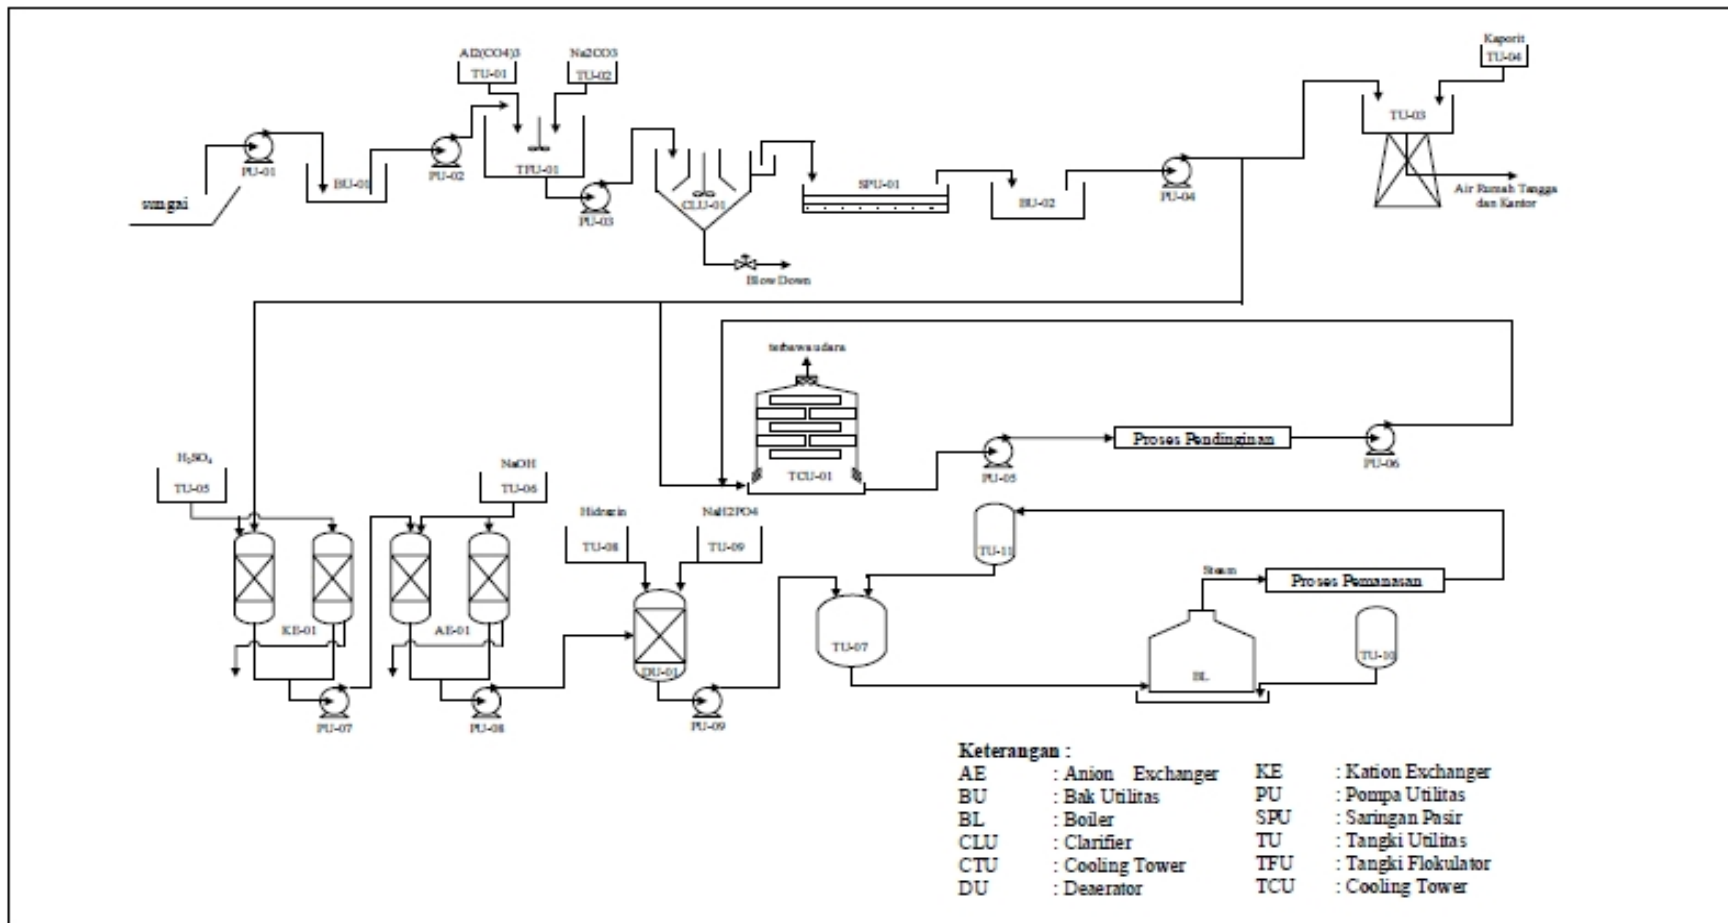 Al2(CO4)3
TU-01
Na2CO3
TU-02
Kaporit
TU-04
TU-03
PU-01
BU-01
PU-02
TFU-01
PU-03
CLU-01
SPU-01
BU-02
PU-04
sungai
Air Rumah Tangga
dan Kantor
Blow Down
terbawa udara
TCU-01
PU-05
Proses Pendinginan
PU-06
H2SO4
TU-05
NaOH
TU-06
Hidrazin
TU-08
NaH2PO4
TU-09
TU-11
Steam
Proses Pemanasan
KE-01
AE-01
DU-01
TU-07
BL
TU-10
PU-07
PU-08
PU-09
Keterangan :
AE : Anion Exchanger
BU : Bak Utilitas
BL : Boiler
CLU : Clarifier
CTU : Cooling Tower
DU : Deaerator
KE : Kation Exchanger
PU : Pompa Utilitas
SPU : Saringan Pasir
TU : Tangki Utilitas
TFU : Tangki Flokulator
TCU : Cooling Tower